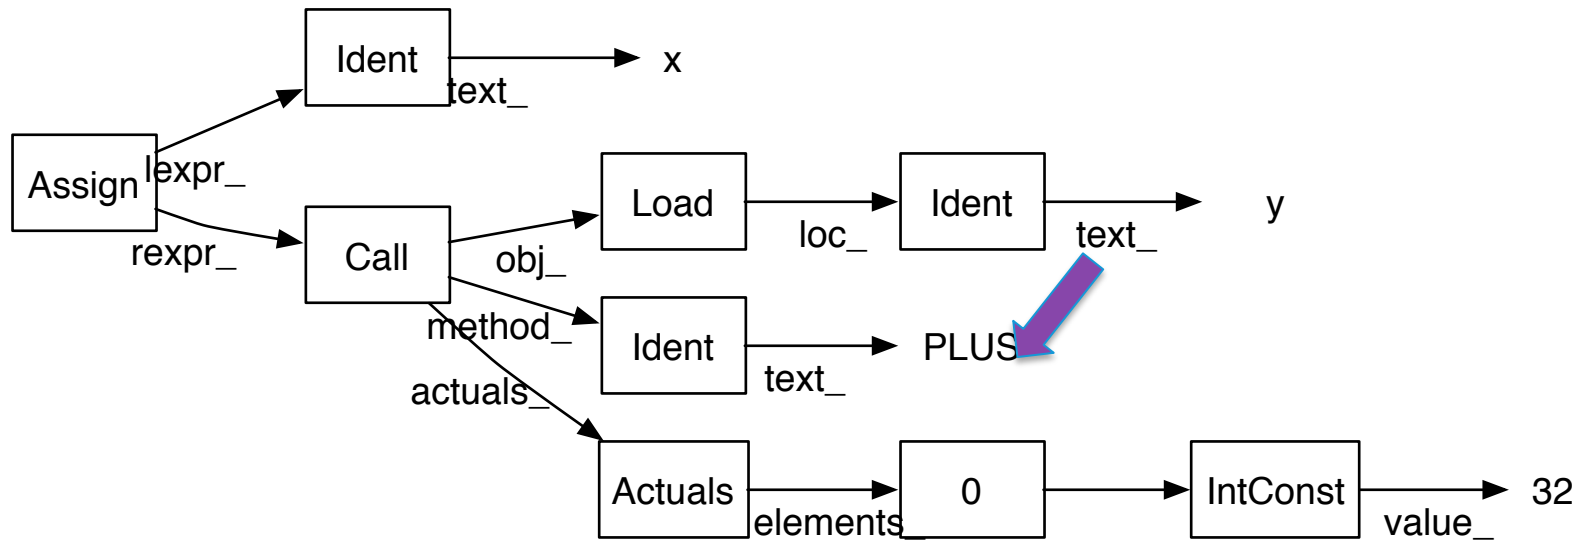 Ident
x
text_
Assign
lexpr_
rexpr_
Call
Load
Ident
y
obj_
loc_
text_
method_
Ident
PLUS
text_
actuals_
Actuals
0
IntConst
32
elements_
value_